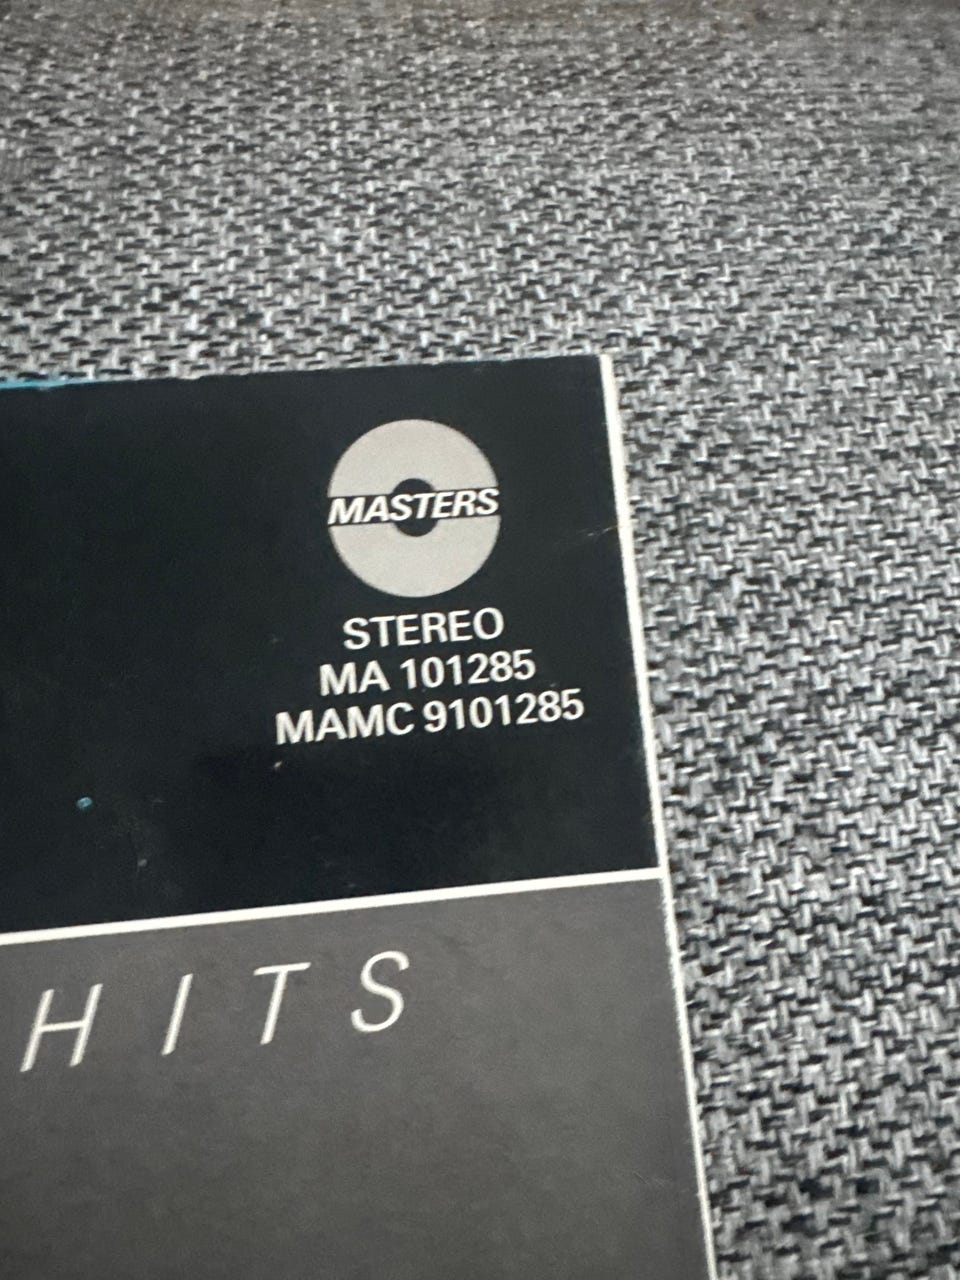 MASTERS
STEREO
MA 101285
MAMC 9101285
HITS